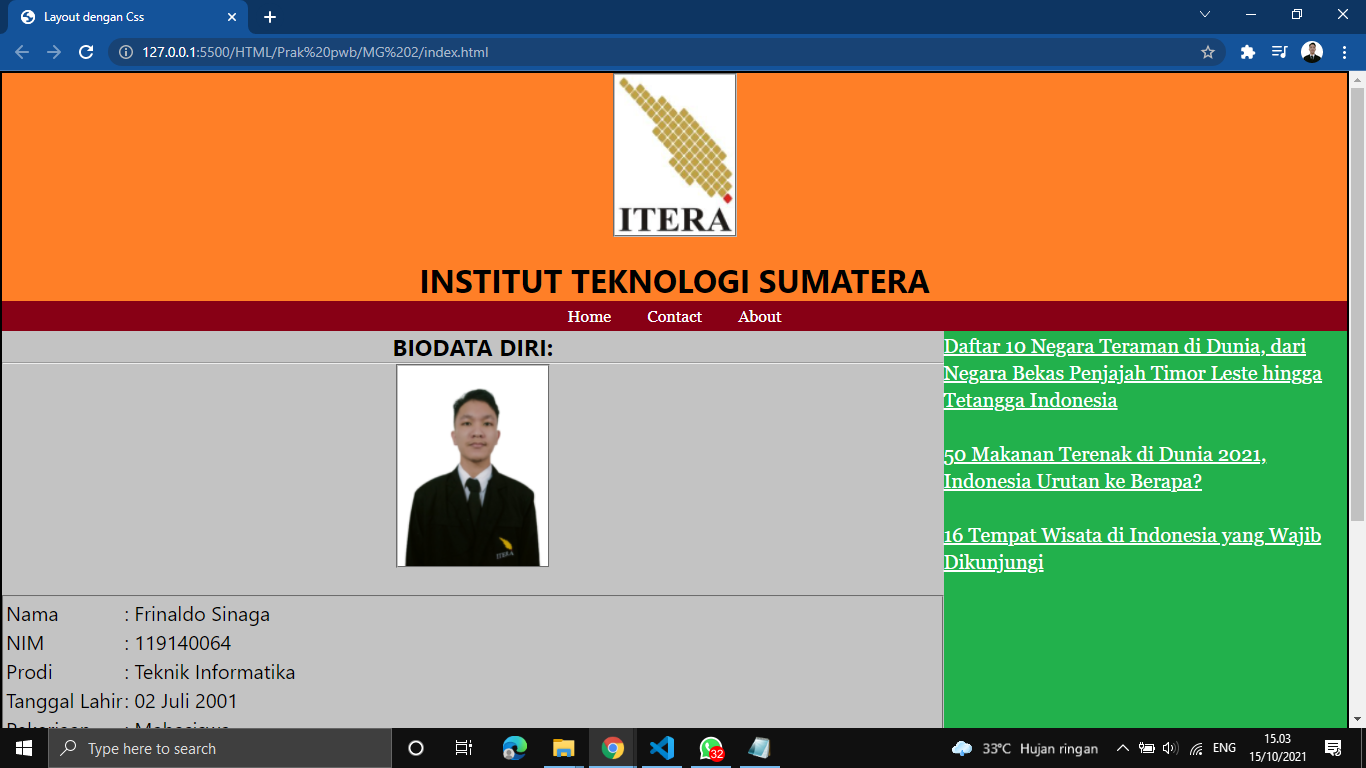 Layout dengan Css
127.0.0.1:5500/HTML/Prak%20pwb/MG%202/index.html
ITERA
INSTITUT TEKNOLOGI SUMATERA
Home Contact About
BIODATA DIRI:
ITERA
Daftar 10 Negara Teraman di Dunia, dari
Negara Bekas Penjajah Timor Leste hingga
Tetangga Indonesia
50 Makanan Terenak di Dunia 2021,
Indonesia Urutan ke Berapa?
16 Tempat Wisata di Indonesia yang Wajib
Dikunjungi
Nama : Frinaldo Sinaga
NIM : 119140064
Prodi : Teknik Informatika
Tanggal Lahir : 02 Juli 2001
Type here to search
32
33°C Hujan ringan
ENG
15.03
15/10/2021